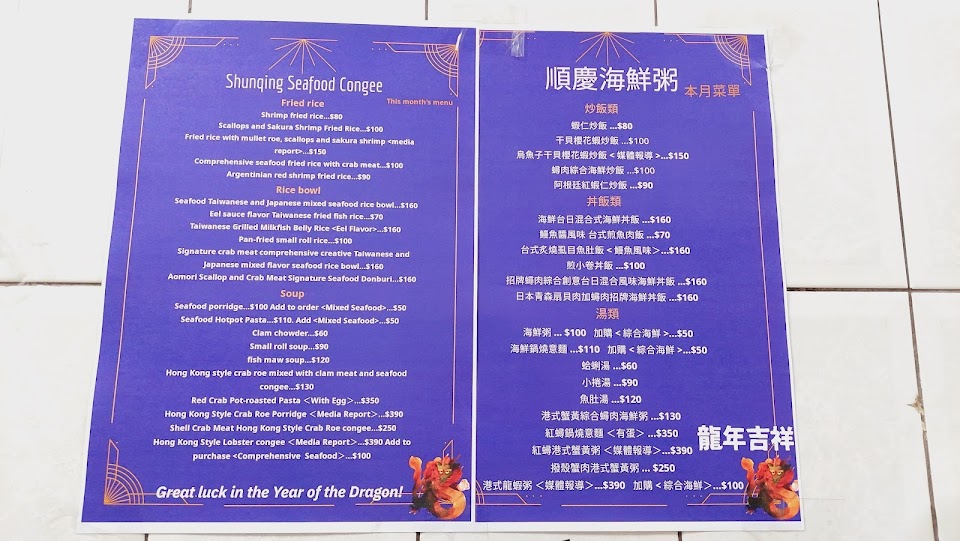 Shunqing Seafood Congee
This month's menu
Fried rice
Shrimp fried rice...$80
Scallops and Sakura Shrimp Fried Rice...$100
Fried rice with mullet roe, scallops and sakura shrimp <media
report>...$150
Comprehensive seafood fried rice with crab meat...$100
Argentinian red shrimp fried rice...$90
Rice bowl
Seafood Taiwanese and Japanese mixed seafood rice bowl...$160
Eel sauce flavor Taiwanese fried fish rice...$70
Taiwanese Grilled Milkfish Belly Rice <Eel Flavor>...$160
Pan-fried small roll rice...$100
Signature crab meat comprehensive creative Taiwanese and
Japanese mixed flavor seafood rice bowl...$160
Aomori Scallop and Crab Meat Signature Seafood Donburi...$160
Soup
Seafood porridge...$100 Add to order <Mixed Seafood>...$50
Seafood Hotpot Pasta...$110. Add <Mixed Seafood>...$50
Clam chowder...$60
Small roll soup...$90
fish maw soup...$120
Hong Kong style crab roe mixed with clam meat and seafood
congee...$130
Red Crab Pot-roasted Pasta <With Egg>...$350
Hong Kong Style Crab Roe Porridge <Media Report>...$390
Shell Crab Meat Hong Kong Style Crab Roe congee...$250
Hong Kong Style Lobster congee <Media Report>...$390 Add to
purchase <Comprehensive Seafood>...$100
Great luck in the Year of the Dragon!
順慶海鮮粥
本月菜單
炒飯類
蝦仁炒飯 ...$80
干貝櫻花蝦炒飯 ...$100
烏魚子干貝櫻花蝦炒飯 < 媒體報導 >...$150
蟳肉綜合海鮮炒飯 ...$100
阿根廷紅蝦仁炒飯 ...$90
丼飯類
海鮮台日混合式海鮮丼飯 ...$160
鰻魚醬風味 台式煎魚肉飯 ...$70
台式炙燒虱目魚肚飯 < 鰻魚風味>...$160
煎小卷丼飯 ...$100
招牌蟳肉綜合創意台日混合風味海鮮丼飯 ...$160
日本青森扇貝肉加蟳肉招牌海鮮丼飯 ...$160
湯類
海鮮粥 ... $100 加購 < 綜合海鮮 >...$50
海鮮鍋燒意麵 ...$110 加購 < 綜合海鮮 >...$50
蛤蜊湯 ...$60
小捲湯 ...$90
魚肚湯 ...$120
港式蟹黃綜合蟳肉海鮮粥 ...$130
紅蟳鍋燒意麵 <有蛋> ...$350
紅蟳港式蟹黃粥 <媒體報導>...$390
撥殼蟹肉港式蟹黃粥 ... $250
港式龍蝦粥 <媒體報導>...$390 加購 < 綜合海鮮>...$100
龍年吉祥